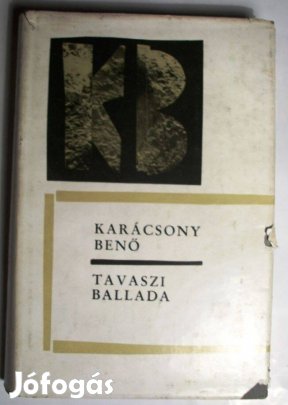 KB
KARÁCSONY
BENŐ
TAVASZI
BALLADA
Jófogás